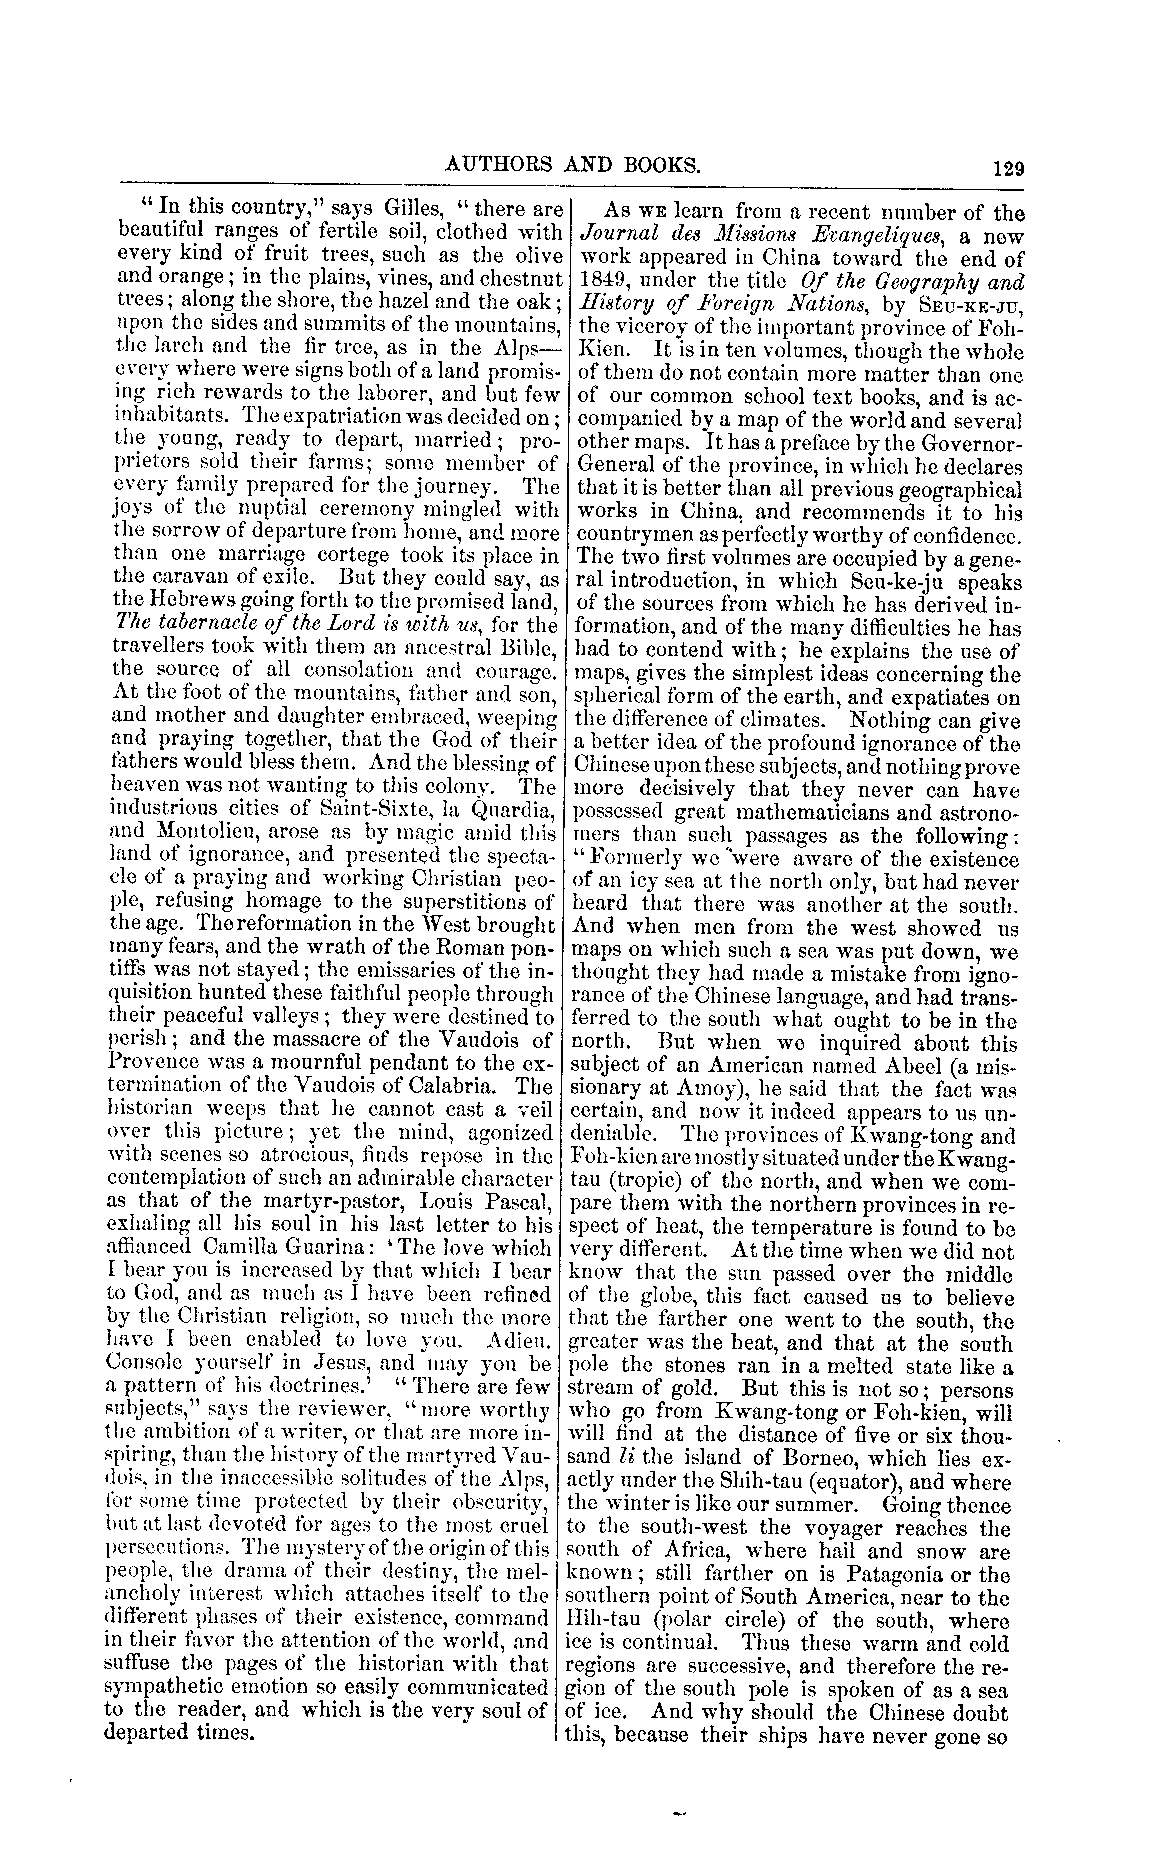 AUTHORS AND BOOKS.
129
“ In this country,” says Gilles, “ there are
beautiful ranges of fertile soil, clothed with
every kind of fruit trees, such as the olive
and orange ; in the plains, vines, and chestnut
trees ; along the shore, the hazel and the oak ;
upon the sides and summits of the mountains,
the larch and the fir tree, as in the Alps—
every where were signs both of a land promis-
ing rich rewards to the laborer, and but few
inhabitants. The expatriation was decided on ;
the young, ready to depart, married ; pro-
prietors sold their farms; some member of
every family prepared for the journey. The
joys of the nuptial ceremony mingled with
the sorrow of departure from home, and more
than one marriage cortege took its place in
the caravan of exile. But they could say, as
the Hebrews going forth to the promised land,
The tabernacle of the Lord is with us, for the
travellers took with them an ancestral Bible,
the source of all consolation and courage.
At the foot of the mountains, father and son,
and mother and daughter embraced, weeping
and praying together, that the God of their
fathers would bless them. And the blessing of
heaven was not wanting to this colony. The
industrious cities of Saint-Sixte, la Quardia,
and Montolieu, arose as by magic amid this
land of ignorance, and presented the specta-
cle of a praying and working Christian peo-
ple, refusing homage to the superstitions of
the age. The reformation in the West brought
many fears, and the wrath of the Roman pon-
tiffs was not stayed ; the emissaries of the in-
quisition hunted these faithful people through
their peaceful valleys ; they were destined to
perish ; and the massacre of the Vaudois of
Provence was a mournful pendant to the ex-
termination of the Vaudois of Calabria. The
historian weeps that he cannot cast a veil
over this picture ; yet the mind, agonized
with scenes so atrocious, finds repose in the
contemplation of such an admirable character
as that of the martyr-pastor, Louis Pascal,
exhaling all his soul in his last letter to his
affianced Camilla Guarina: ‘ The love which
I bear you is increased by that which I bear
to God, and as much as I have been refined
by the Christian religion, so much the more
have I been enabled to love you. Adieu.
Console yourself in Jesus, and may you be
a pattern of his doctrines.’ “ There are few
subjects,” says the reviewer, “ more worthy
the ambition of a writer, or that are more in-
spiring, than the history of the martyred Vau-
dois, in the inaccessible solitudes of the Alps,
for some time protected by their obscurity,
but at last devoted for ages to the most cruel
persecutions. The mystery of the origin of this
people, the drama of their destiny, the mel-
ancholy interest which attaches itself to the
different phases of their existence, command
in their favor the attention of the world, and
suffuse the pages of the historian with that
sympathetic emotion so easily communicated
to the reader, and which is the very soul of
departed times.
As we learn from a recent number of the
Journal des Missions Evangeliques, a new
work appeared in China toward the end of
1849, under the title Of the Geography and
History of Foreign Nations, by Seu-ke-ju,
the viceroy of the important province of Foh-
Kien. It is in ten volumes, though the whole
of them do not contain more matter than one
of our common school text books, and is ac-
companied by a map of the world and several
other maps. It has a preface by the Governor-
General of the province, in which he declares
that it is better than all previous geographical
works in China, and recommends it to his
countrymen as perfectly worthy of confidence.
The two first volumes are occupied by a gene-
ral introduction, in which Seu-ke-ju speaks
of the sources from which he has derived in-
formation, and of the many difficulties he has
had to contend with ; he explains the use of
maps, gives the simplest ideas concerning the
spherical form of the earth, and expatiates on
the difference of climates. Nothing can give
a better idea of the profound ignorance of the
Chinese upon these subjects, and nothing prove
more decisively that they never can have
possessed great mathematicians and astrono-
mers than such passages as the following :
“ Formerly we were aware of the existence
of an icy sea at the north only, but had never
heard that there was another at the south.
And when men from the west showed us
maps on which such a sea was put down, we
thought they had made a mistake from igno-
rance of the Chinese language, and had trans-
ferred to the south what ought to be in the
north. But when we inquired about this
subject of an American named Abeel (a mis-
sionary at Amoy), he said that the fact was
certain, and now it indeed appears to us un-
deniable. The provinces of Kwang-tong and
Foh-kien are mostly situated under the Kwang-
tau (tropic) of the north, and when we com-
pare them with the northern provinces in re-
spect of heat, the temperature is found to be
very different. At the time when we did not
know that the sun passed over the middle
of the globe, this fact caused us to believe
that the farther one went to the south, the
greater was the heat, and that at the south
pole the stones ran in a melted state like a
stream of gold. But this is not so ; persons
who go from Kwang-tong or Foh-kien, will
will find at the distance of five or six thou-
sand li the island of Borneo, which lies ex-
actly under the Shih-tau (equator), and where
the winter is like our summer. Going thence
to the south-west the voyager reaches the
south of Africa, where hail and snow are
known ; still farther on is Patagonia or the
southern point of South America, near to the
Hih-tau (polar circle) of the south, where
ice is continual. Thus these warm and cold
regions are successive, and therefore the re-
gion of the south pole is spoken of as a sea
of ice. And why should the Chinese doubt
this, because their ships have never gone so